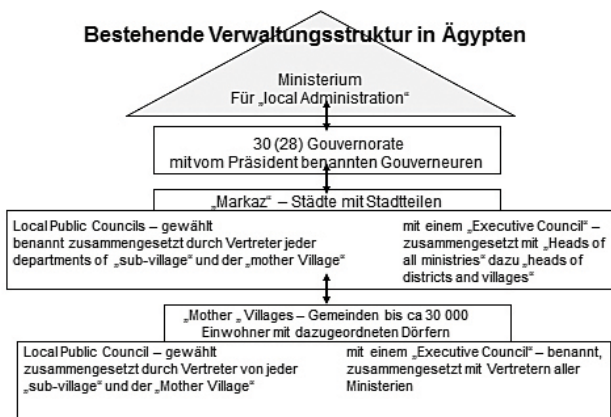 Bestehende Verwaltungsstruktur in Ägypten
Ministerium
Für „local Administration"
30 (28) Gouvernorate
mit vom Präsident benannten Gouverneuren
„Markaz" – Städte mit Stadtteilen
Local Public Councils – gewählt
benannt zusammengesetzt durch Vertreter jeder
departments of „sub-village" und der „mother Village"
mit einem „Executive Council" –
zusammengesetzt mit „Heads of
all ministries" dazu „heads of
districts and villages"
„Mother „ Villages – Gemeinden bis ca 30 000
Einwohner mit dazugeordneten Dörfern
Local Public Council – gewählt
zusammengesetzt durch Vertreter von jeder
„sub-village" und der „Mother Village"
mit einem „Executive Council" – benannt,
zusammengesetzt mit Vertretern aller
Ministerien